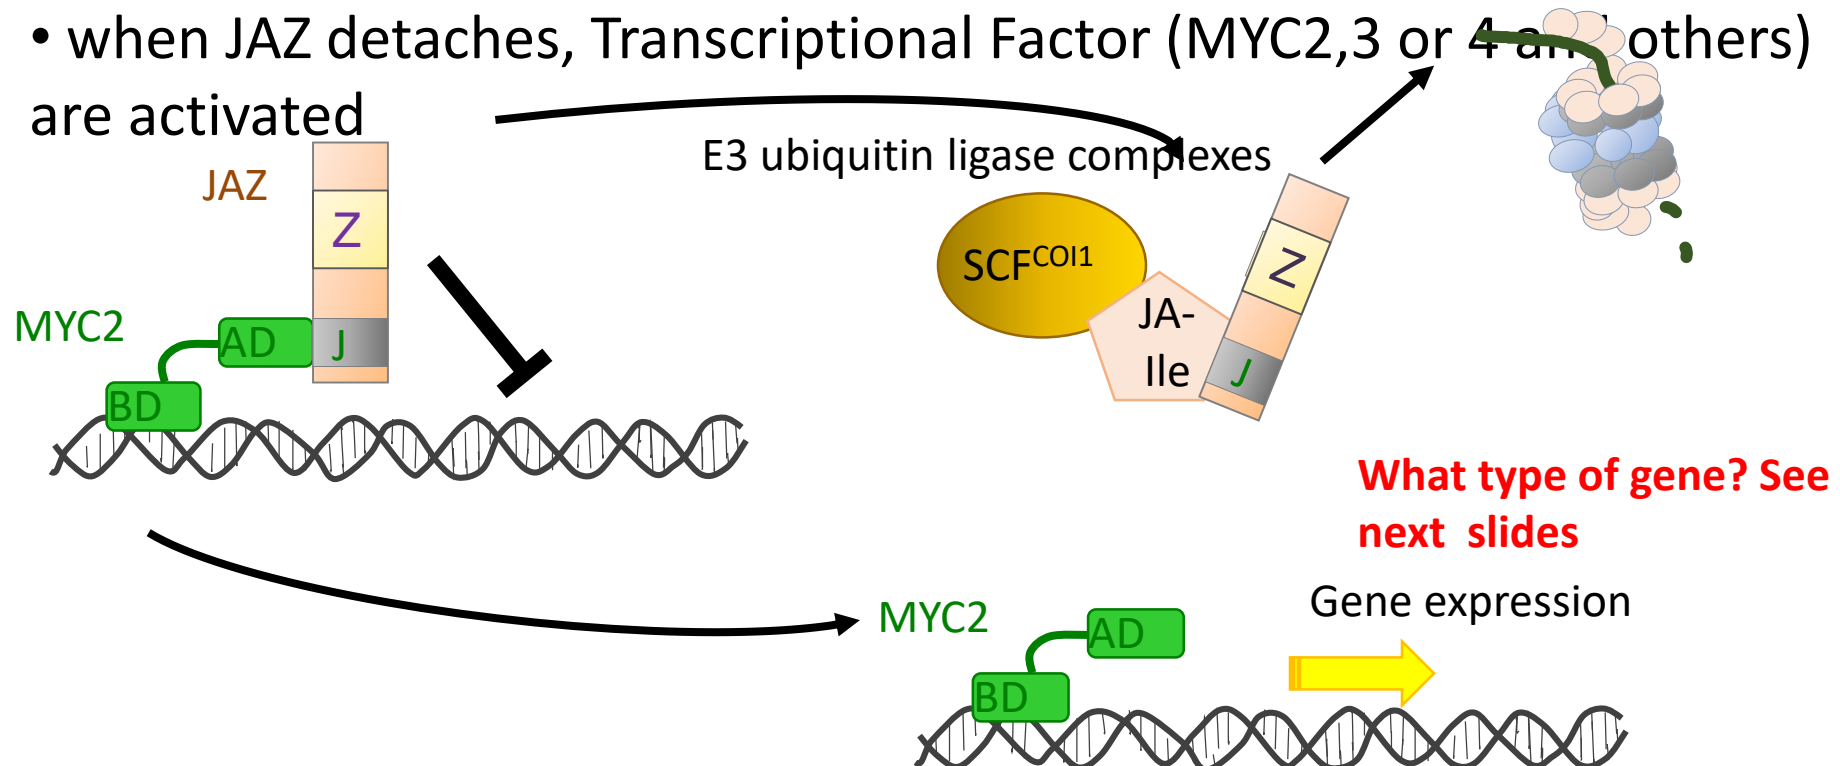 • when JAZ detaches, Transcriptional Factor (MYC2,3 or 4 and others)
are activated
E3 ubiquitin ligase complexes
JAZ
Z
MYC2
AD
J
BD
SCFCOI1
Z
JA-
Ile
J
What type of gene? See
next slides
Gene expression
MYC2
AD
BD